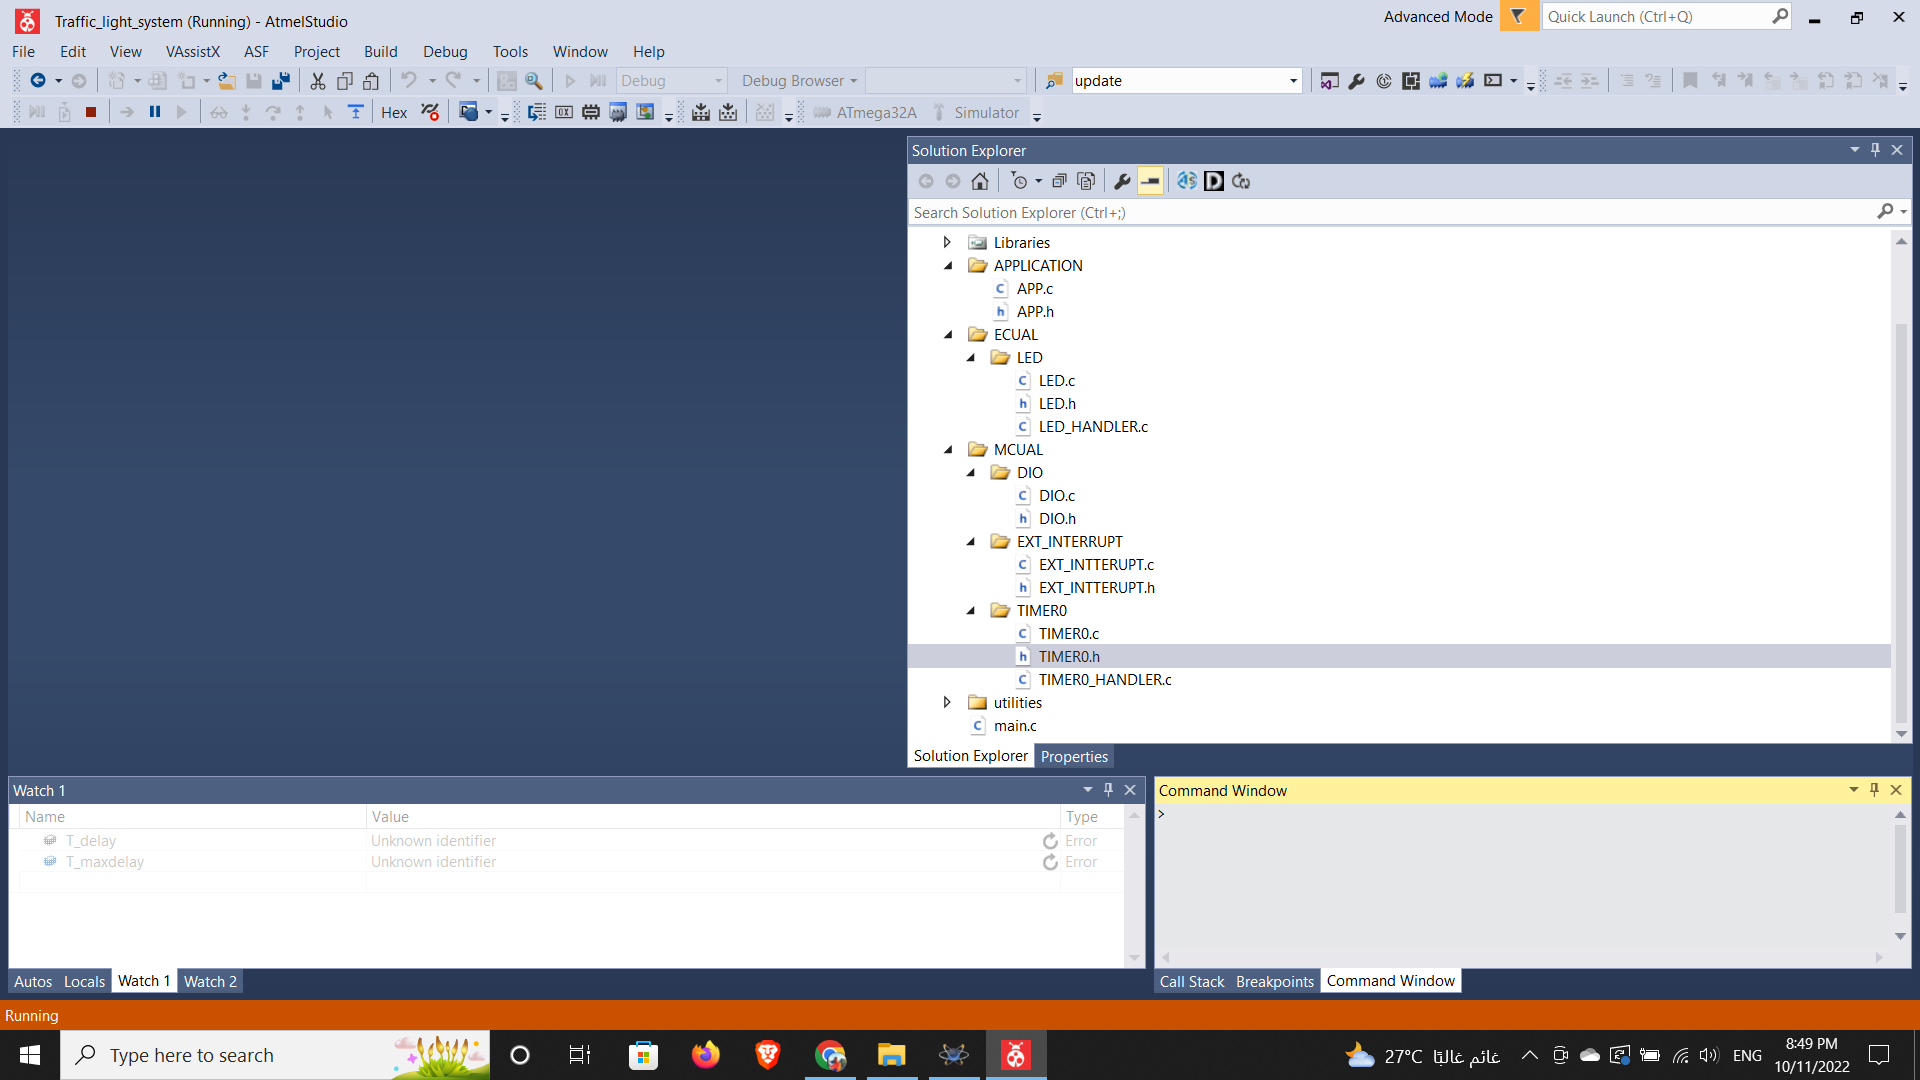 Traffic_light_system (Running) - AtmelStudio
Advanced Mode
Quick Launch (Ctrl+Q)
File Edit View VAssistX ASF Project Build Debug Tools Window Help
Debug Debug Browser update
Hex ATmega32A Simulator
Solution Explorer
Search Solution Explorer (Ctrl+;)
Libraries
APPLICATION
APP.c
APP.h
ECUAL
LED
LED.c
LED.h
LED_HANDLER.c
MCUAL
DIO
DIO.c
DIO.h
EXT_INTERRUPT
EXT_INTTERUPT.c
EXT_INTTERUPT.h
TIMER0
TIMER0.c
TIMER0.h
TIMER0_HANDLER.c
utilities
main.c
Solution Explorer Properties
Watch 1
Name Value Type
T_delay Unknown identifier Error
T_maxdelay Unknown identifier Error
Autos Locals Watch 1 Watch 2
Command Window
>
Call Stack Breakpoints Command Window
Running
Type here to search
27°C غائم غالبًا
ENG
8:49 PM
10/11/2022